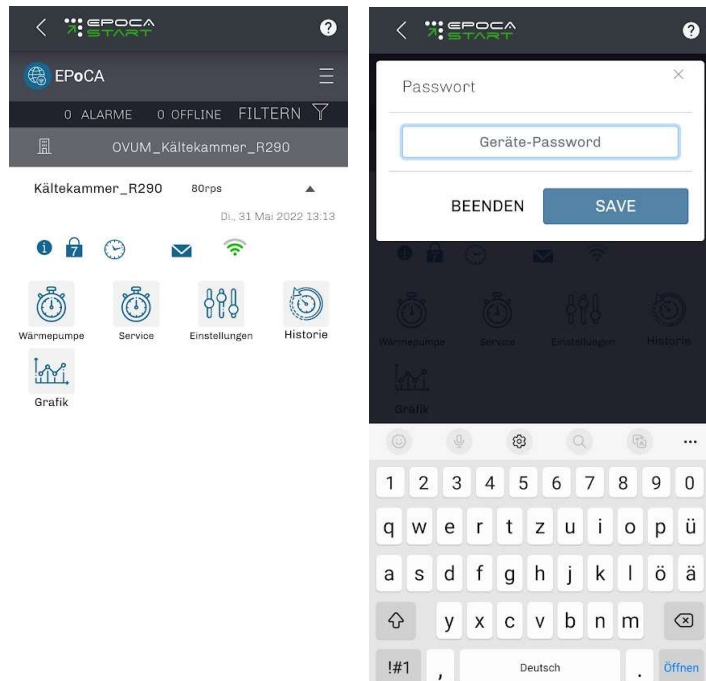 EPOCA
START
?
EPoCA
0 ALARME 0 OFFLINE FILTERN
OVUM_Kältekammer_R290
Kältekammer_R290 80rps
Di., 31 Mai 2022 13:13
i 7
Wärmepumpe Service Einstellungen Historie
Grafik
EPOCA
START
?
Passwort
Geräte-Password
BEENDEN SAVE
Wärmepumpe Service Einstellungen Historie
Grafik
1 2 3 4 5 6 7 8 9 0
q w e r t z u i o p ü
a s d f g h j k l ö ä
y x c v b n m
!#1 , Deutsch . Öffnen